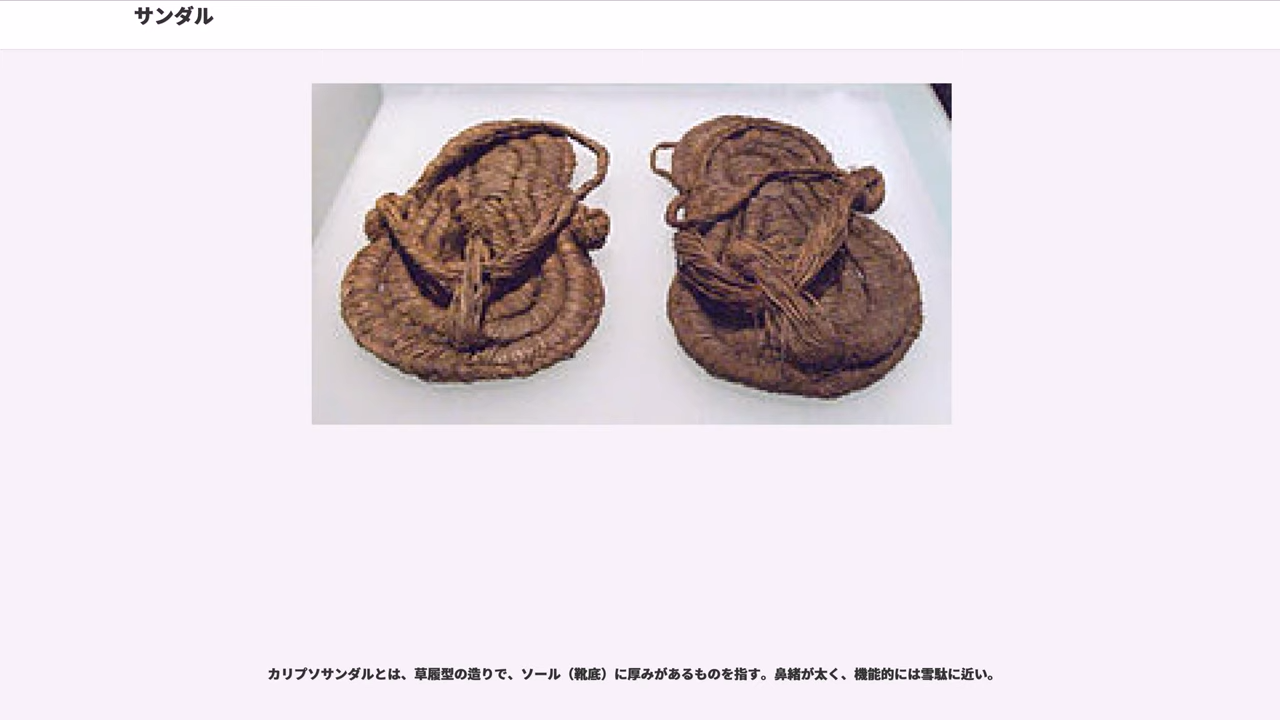 サンダル
カリプソサンダルとは、草履型の造りで、ソール（靴底）に厚みがあるものを指す。鼻緒が太く、機能的には雪駄に近い。